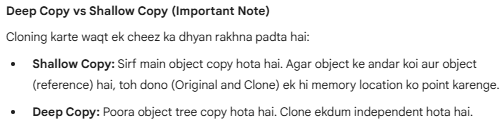 Deep Copy vs Shallow Copy (Important Note)
Cloning karte waqt ek cheez ka dhyan rakhna padta hai:
• Shallow Copy: Sirf main object copy hota hai. Agar object ke andar koi aur object
(reference) hai, toh dono (Original and Clone) ek hi memory location ko point karenge.
• Deep Copy: Poora object tree copy hota hai. Clone ekdum independent hota hai.